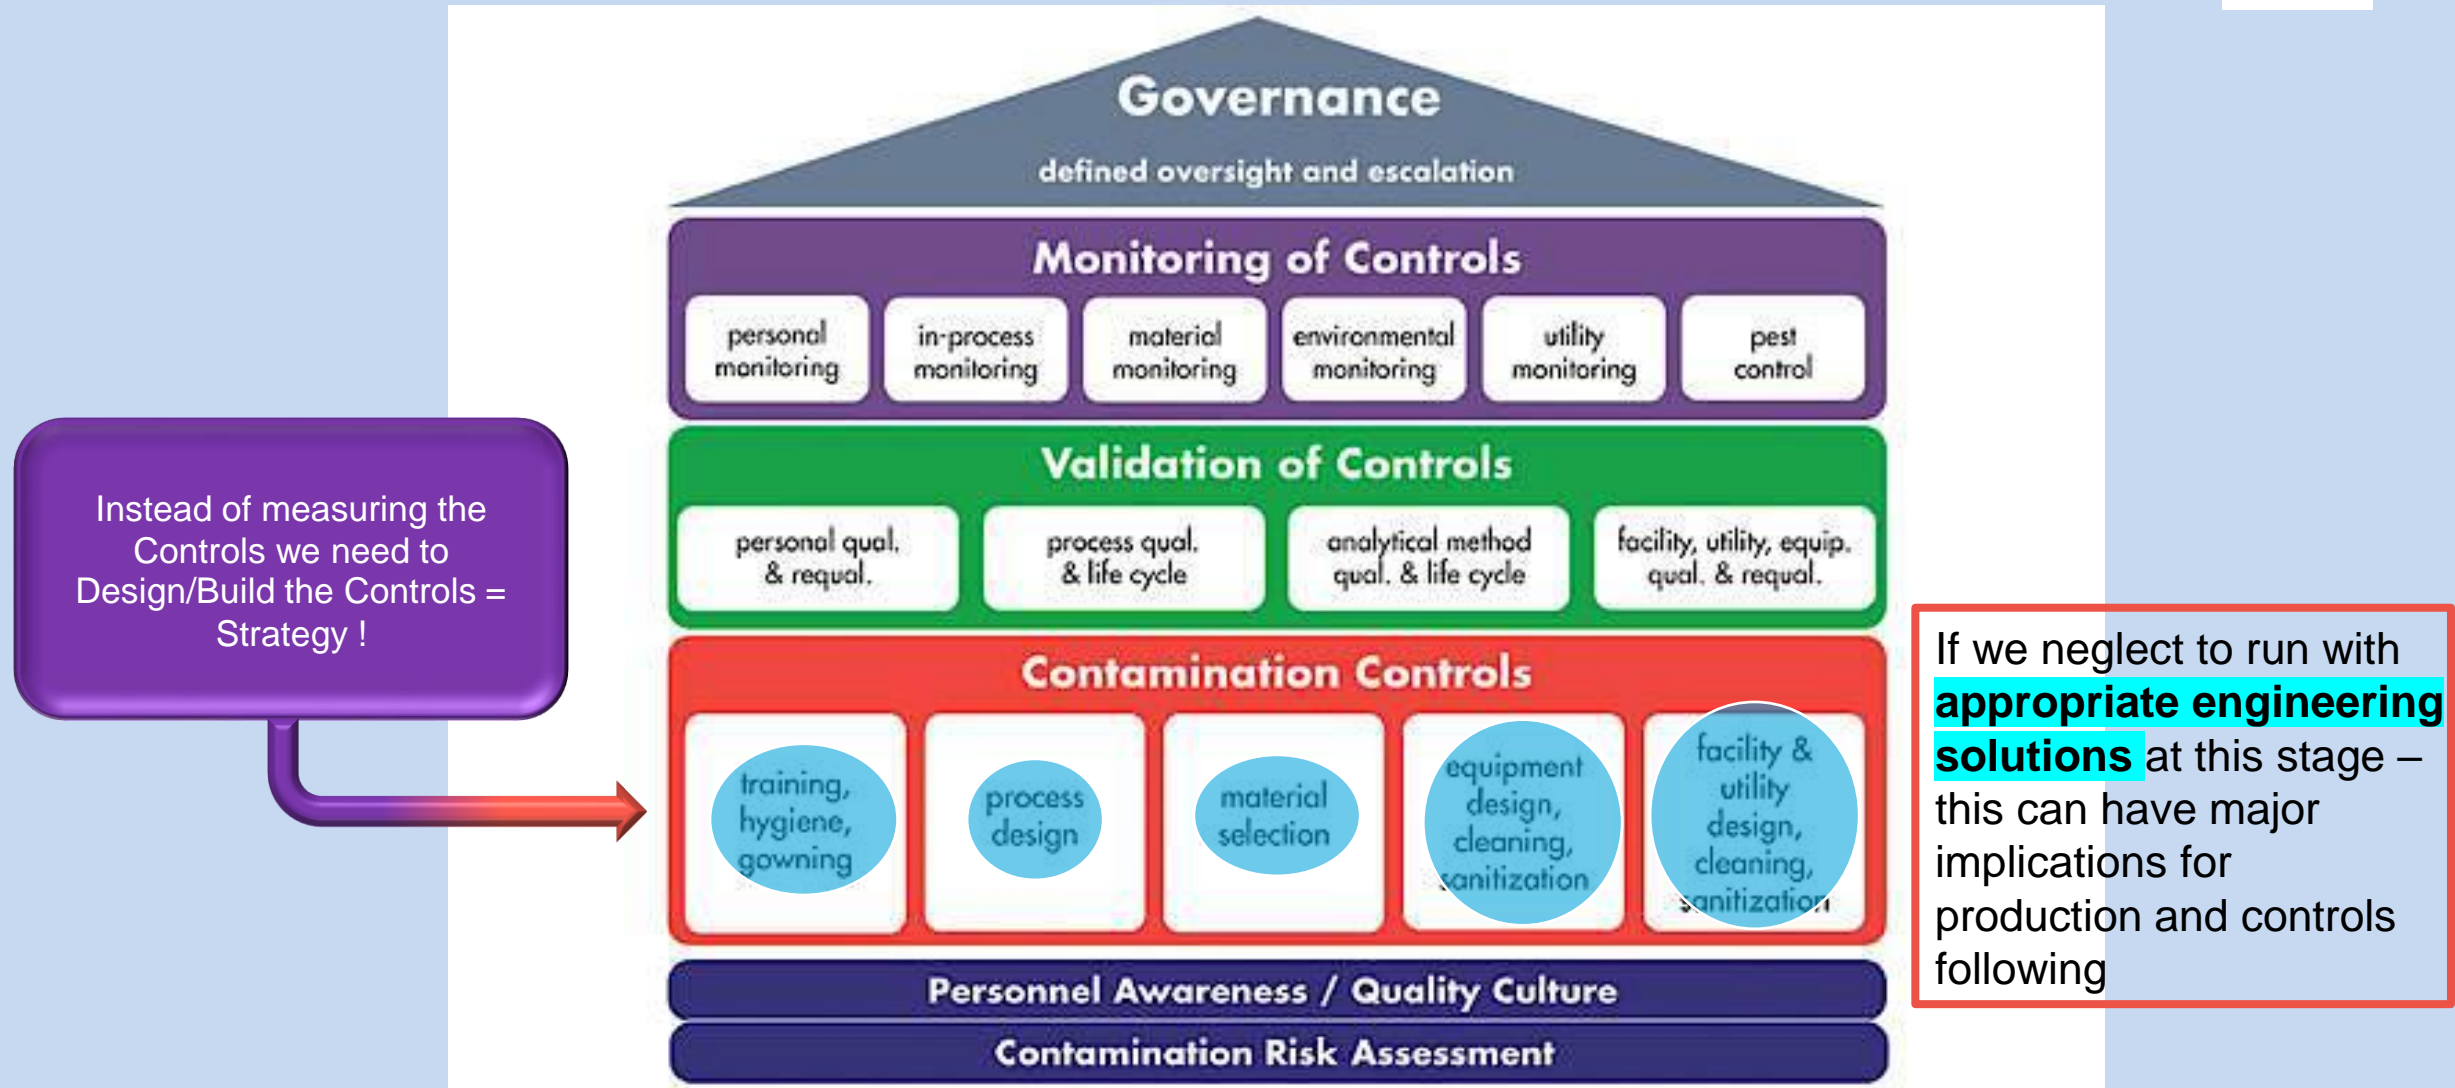 Governance
defined oversight and escalation
Monitoring of Controls
personal
monitoring
in-process
monitoring
material
monitoring
environmental
monitoring
utility
monitoring
pest
control
Validation of Controls
personal qual.
& requal.
process qual.
& life cycle
analytical method
qual. & life cycle
facility, utility, equip.
qual. & requal.
Instead of measuring the
Controls we need to
Design/Build the Controls =
Strategy !
Contamination Controls
training,
hygiene,
gowning
process
design
material
selection
equipment
design,
cleaning,
sanitization
facility &
utility
design,
cleaning,
sanitization
If we neglect to run with
appropriate engineering
solutions at this stage –
this can have major
implications for
production and controls
following
Personnel Awareness / Quality Culture
Contamination Risk Assessment